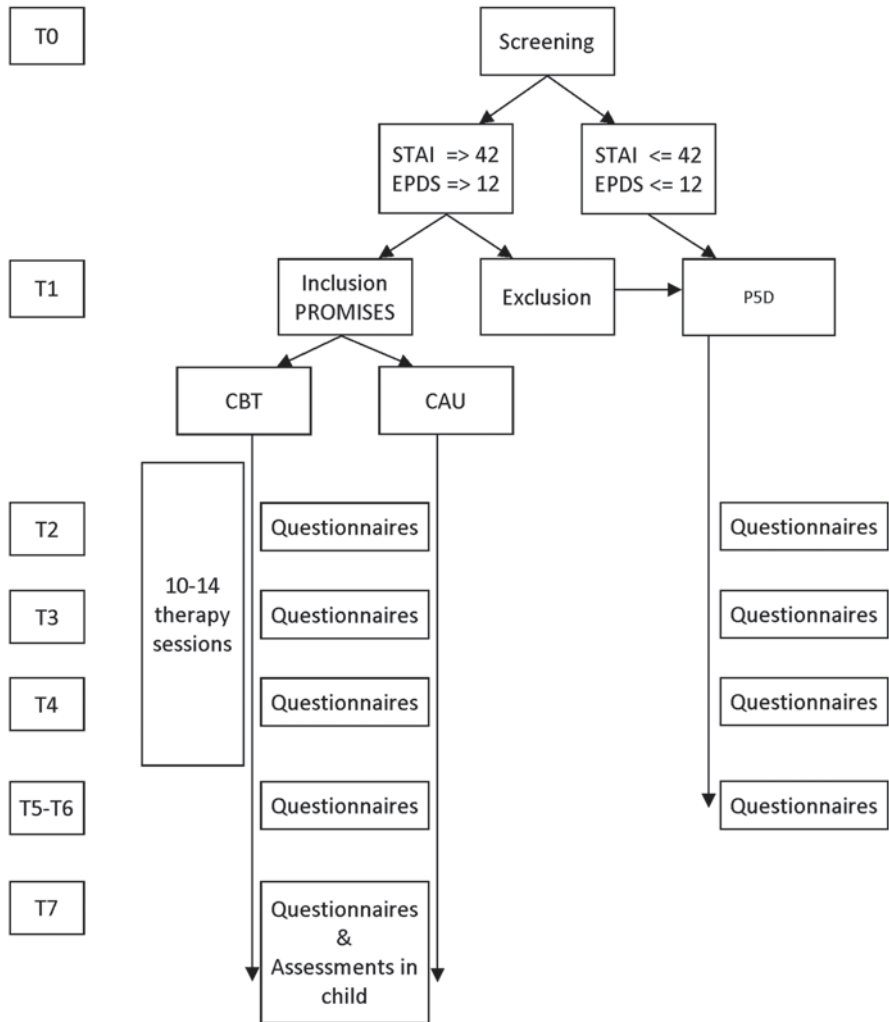 T0
Screening
STAI => 42
EPDS => 12
STAI <= 42
EPDS <= 12
T1
Inclusion
PROMISES
Exclusion
P5D
CBT
CAU
10-14
therapy
sessions
T2
Questionnaires
Questionnaires
T3
Questionnaires
Questionnaires
T4
Questionnaires
Questionnaires
T5-T6
Questionnaires
Questionnaires
T7
Questionnaires
&
Assessments in
child